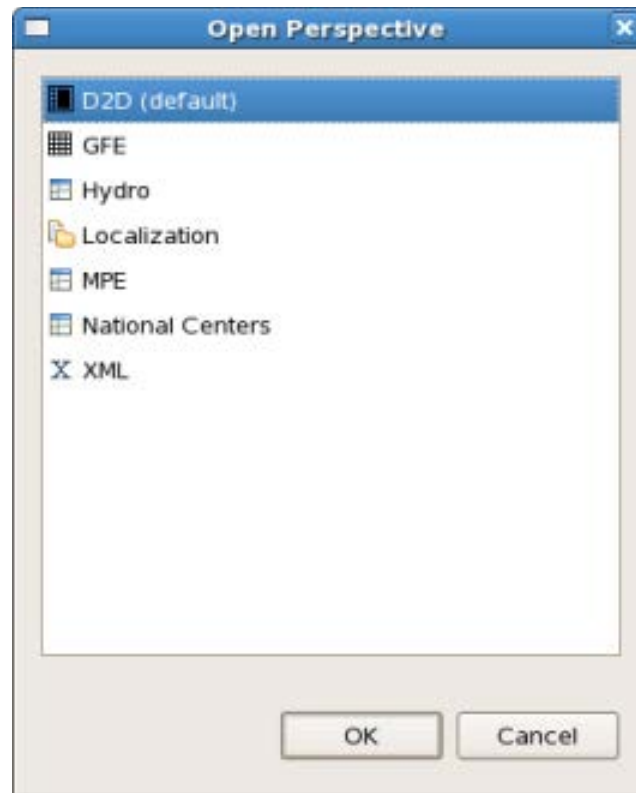 Open Perspective
D2D (default)
GFE
Hydro
Localization
MPE
National Centers
XML
OK
Cancel